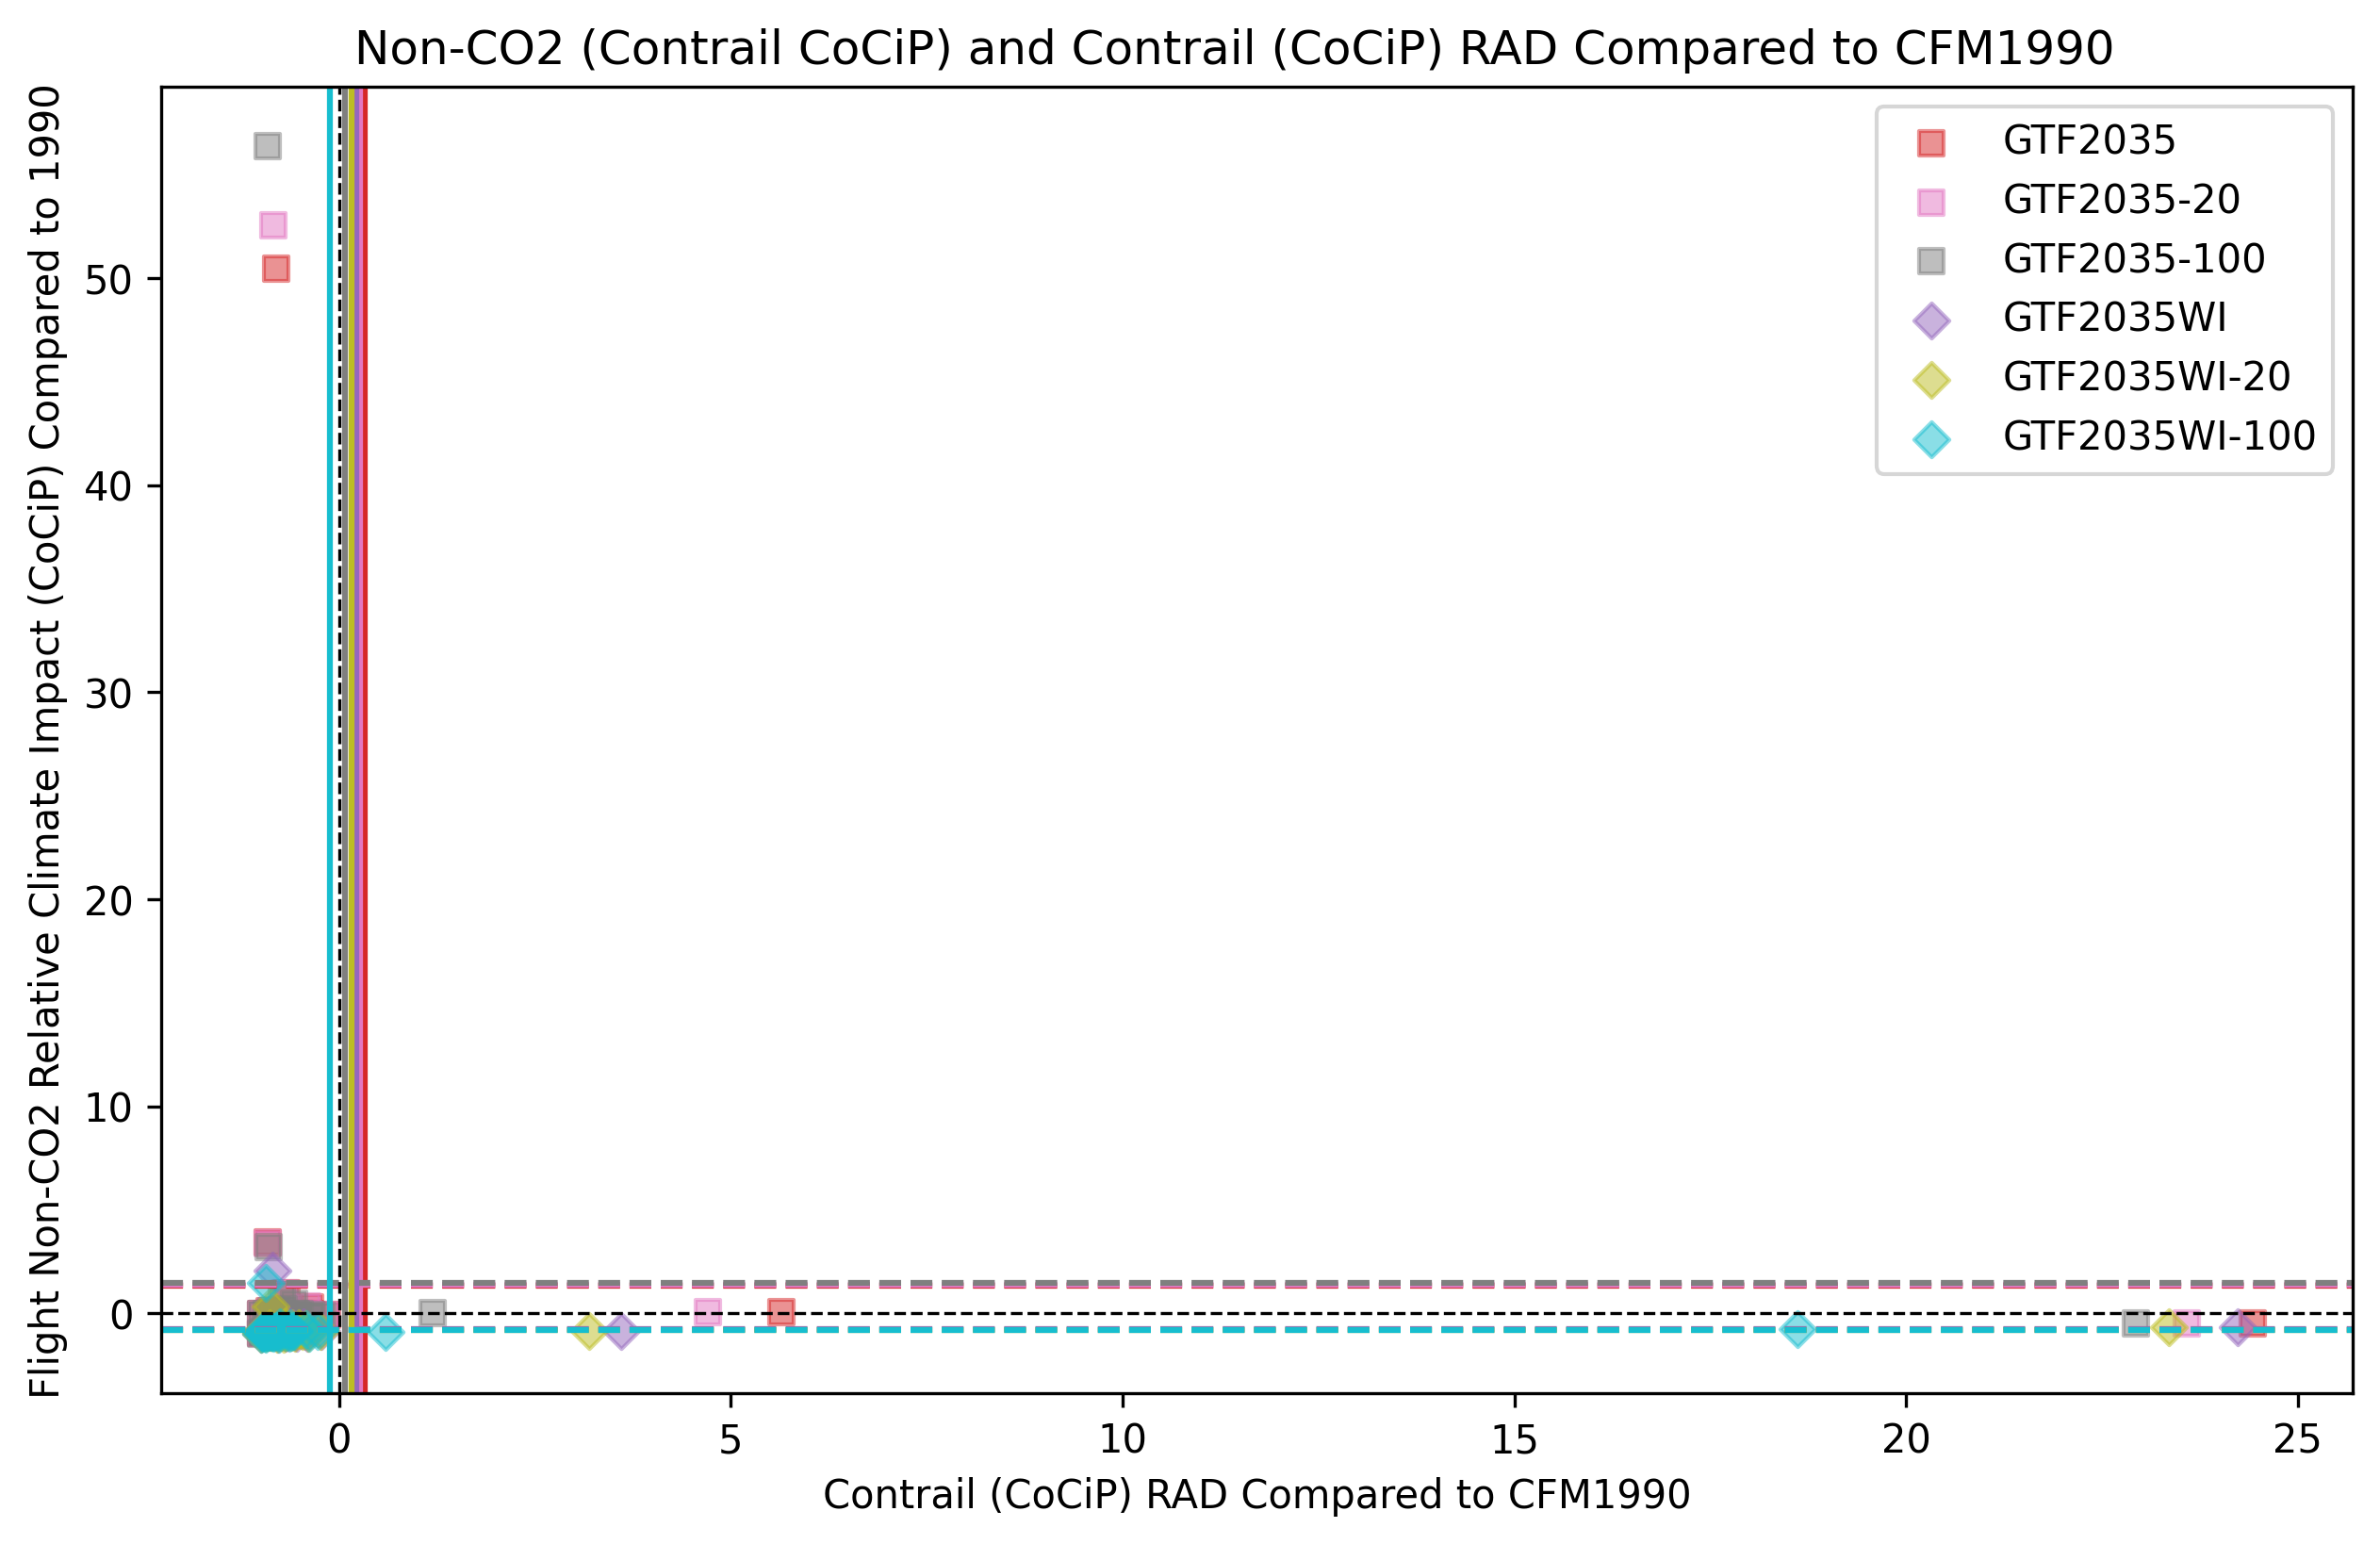 Non-CO2 (Contrail CoCiP) and Contrail (CoCiP) RAD Compared to CFM1990
Flight Non-CO2 Relative Climate Impact (CoCiP) Compared to 1990
50
40
30
20
10
0
GTF2035
GTF2035-20
GTF2035-100
GTF2035WI
GTF2035WI-20
GTF2035WI-100
0
5
10
15
20
25
Contrail (CoCiP) RAD Compared to CFM1990